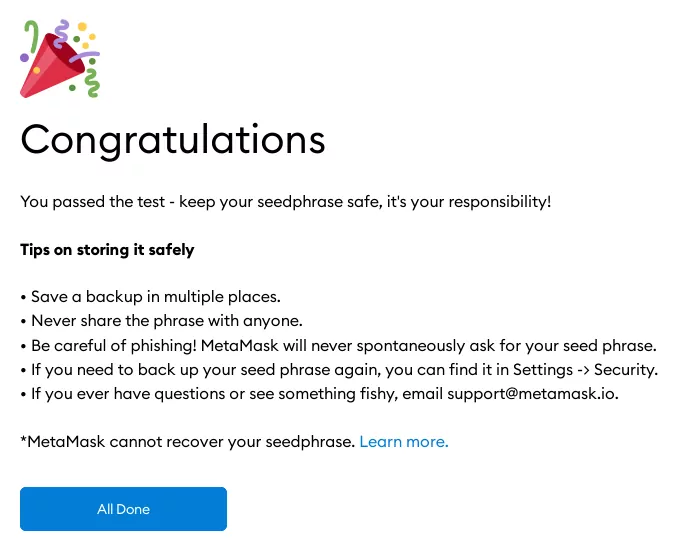 Congratulations
You passed the test - keep your seedphrase safe, it's your responsibility!
Tips on storing it safely
• Save a backup in multiple places.
• Never share the phrase with anyone.
• Be careful of phishing! MetaMask will never spontaneously ask for your seed phrase.
• If you need to back up your seed phrase again, you can find it in Settings -> Security.
• If you ever have questions or see something fishy, email support@metamask.io.
*MetaMask cannot recover your seedphrase. Learn more.
All Done